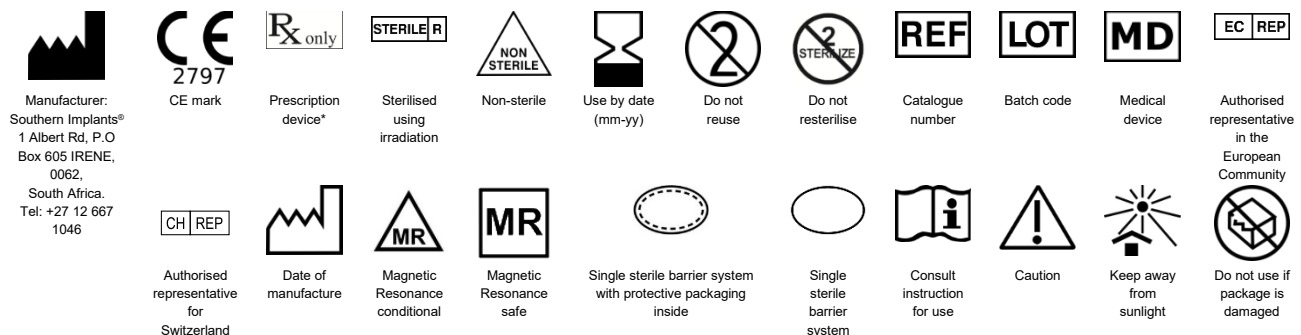 2797
Rx only
STERILE R
NON
STERILE
2
2
STERILIZE
REF
LOT
MD
EC REP
Manufacturer:
Southern Implants®
1 Albert Rd, P.O
Box 605 IRENE,
0062,
South Africa.
Tel: +27 12 667
1046
CE mark
Prescription
device*
Sterilised
using
irradiation
Non-sterile
Use by date
(mm-yy)
Do not
reuse
Do not
resterilise
Catalogue
number
Batch code
Medical
device
Authorised
representative
in the
European
Community
CH REP
MR
MR
i
!
Authorised
representative
for
Switzerland
Date of
manufacture
Magnetic
Resonance
conditional
Magnetic
Resonance
safe
Single sterile barrier system
with protective packaging
inside
Single
sterile
barrier
system
Consult
instruction
for use
Caution
Keep away
from
sunlight
Do not use if
package is
damaged